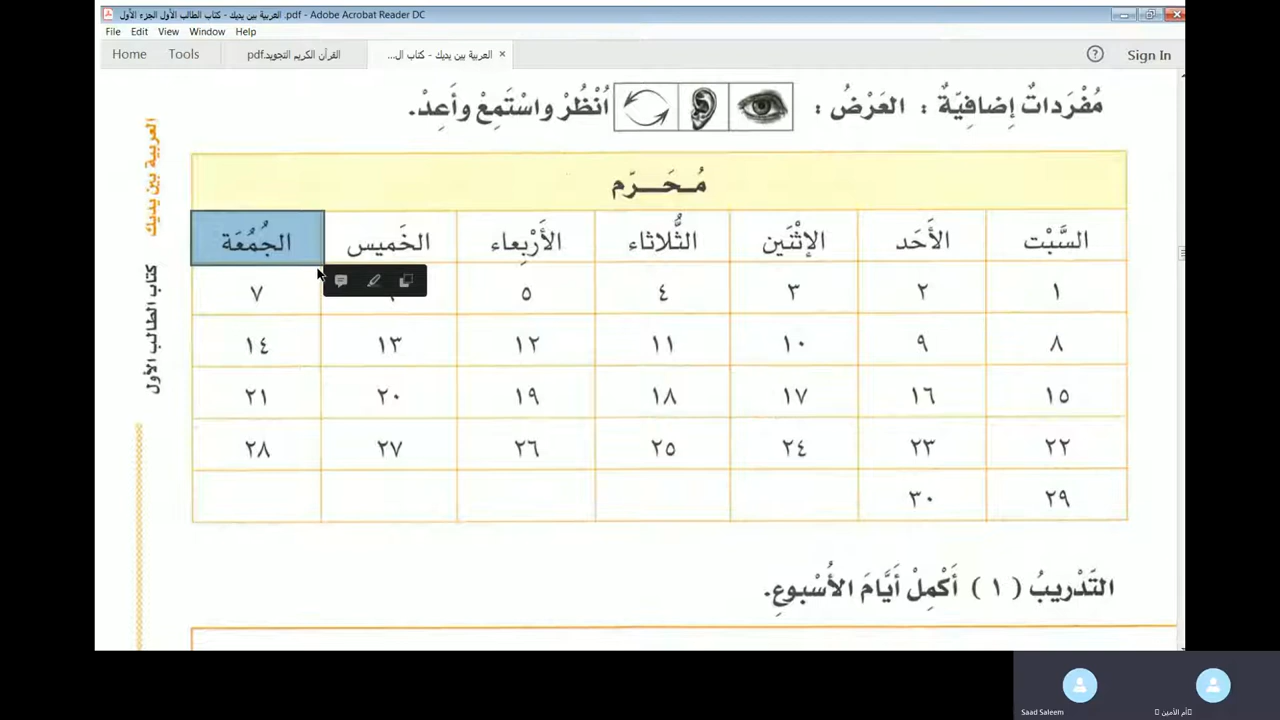 العربية بين يديك - كتاب الطالب الأول الجزء الأول.pdf - Adobe Acrobat Reader DC
File Edit View Window Help
Home Tools القرآن الكريم التجويد.pdf العربية بين يديك - كتاب ال... × Sign In
مُفْرَداتٌ إِضافِيّةٌ : العَرْضُ : اُنْظُرْ واسْتَمِعْ وأَعِدْ.
مُـحَـــرّم
السَّبْت الأَحَد الإِثْنَين الثُّلاثاء الأَرْبِعاء الخَميس الجُمُعَة
١ ٢ ٣ ٤ ٥ ٧
٨ ٩ ١٠ ١١ ١٢ ١٣ ١٤
١٥ ١٦ ١٧ ١٨ ١٩ ٢٠ ٢١
٢٢ ٢٣ ٢٤ ٢٥ ٢٦ ٢٧ ٢٨
٢٩ ٣٠
التَدْريبُ ( ١ ) أَكْمِلْ أَيَّامَ الأُسْبوعِ.
العربية بين يديك
كتاب الطالب الأول
Saad Saleem
أم الأمين